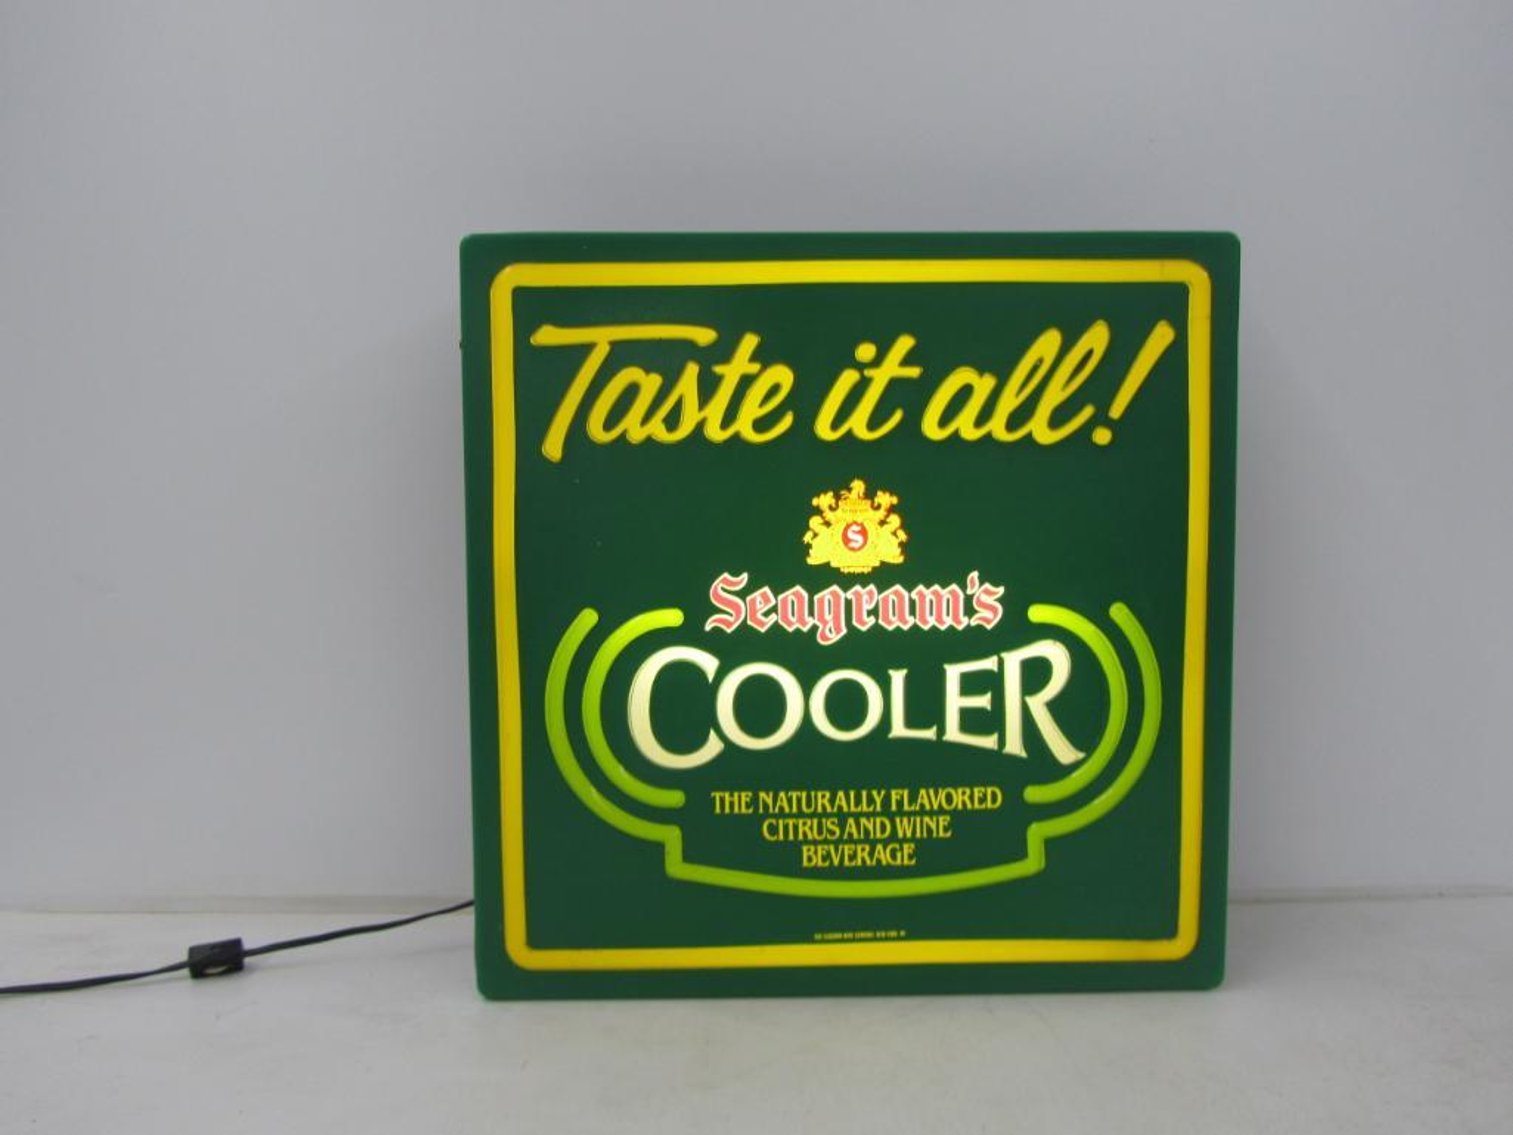 Taste it all!
S
Seagram's
COOLER
THE NATURALLY FLAVORED
CITRUS AND WINE
BEVERAGE